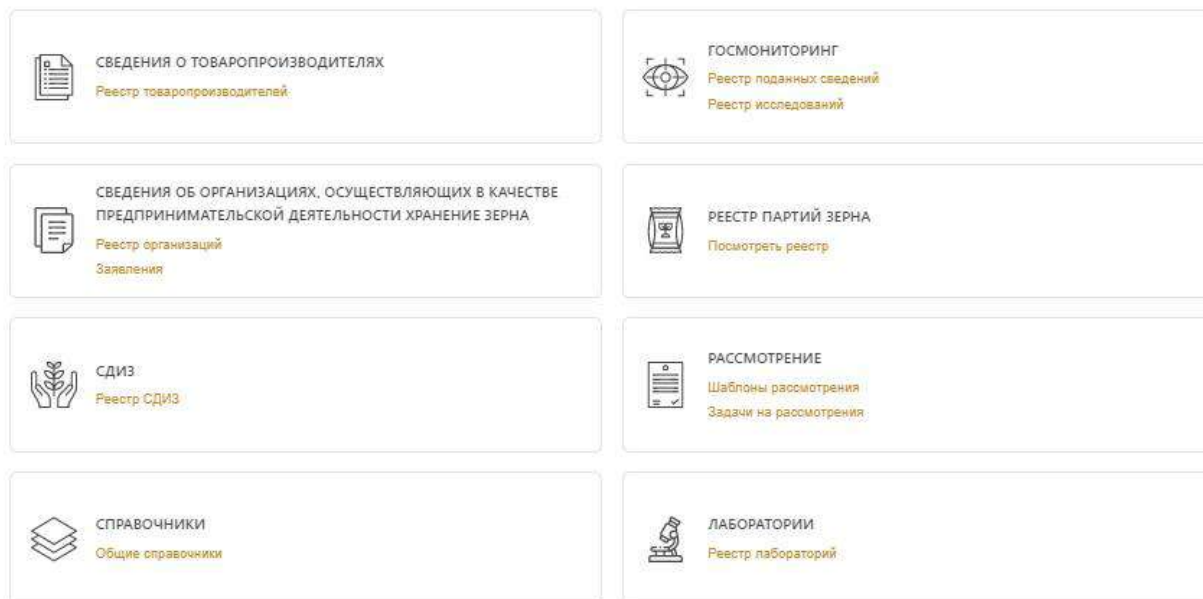 СВЕДЕНИЯ О ТОВАРОПРОИЗВОДИТЕЛЯХ
Реестр товаропроизводителей
ГОСМОНИТОРИНГ
Реестр поданных сведений
Реестр исследований
СВЕДЕНИЯ ОБ ОРГАНИЗАЦИЯХ, ОСУЩЕСТВЛЯЮЩИХ В КАЧЕСТВЕ
ПРЕДПРИНИМАТЕЛЬСКОЙ ДЕЯТЕЛЬНОСТИ ХРАНЕНИЕ ЗЕРНА
Реестр организаций
Заявления
РЕЕСТР ПАРТИЙ ЗЕРНА
Посмотреть реестр
СДИЗ
Реестр СДИЗ
РАССМОТРЕНИЕ
Шаблоны рассмотрения
Задачи на рассмотрения
СПРАВОЧНИКИ
Общие справочники
ЛАБОРАТОРИИ
Реестр лабораторий